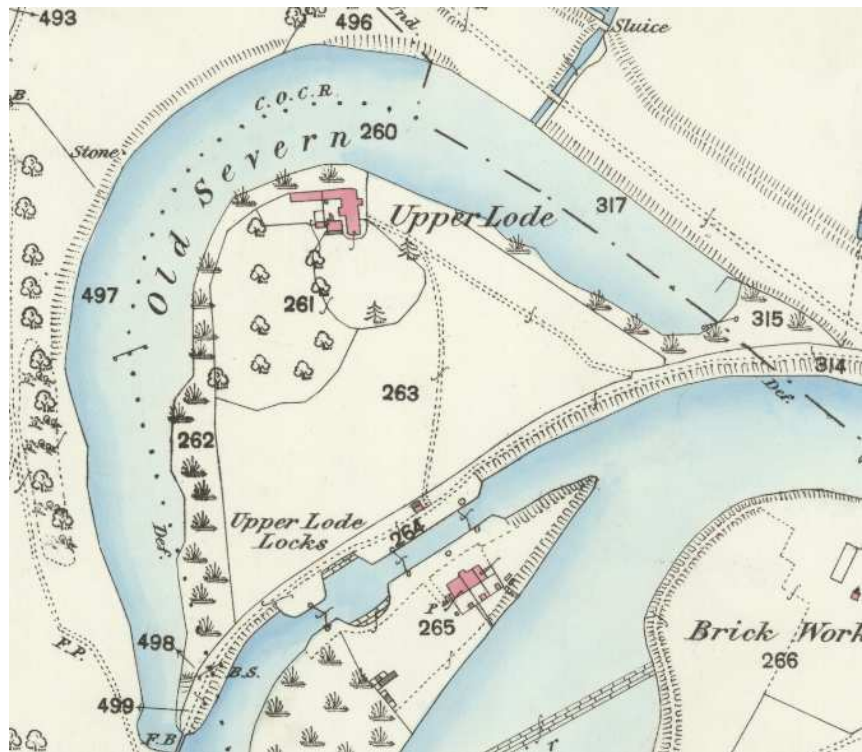 493
496
Und.
Sluice
B.
C.O.C.R.
260
Stone
Old Severn
Upper Lode
317
497
261
315
314
263
Def.
262
Upper Lode
Locks
264
Def.
P
265
Brick Work
266
498
B.S.
F.P.
499
F.B
r